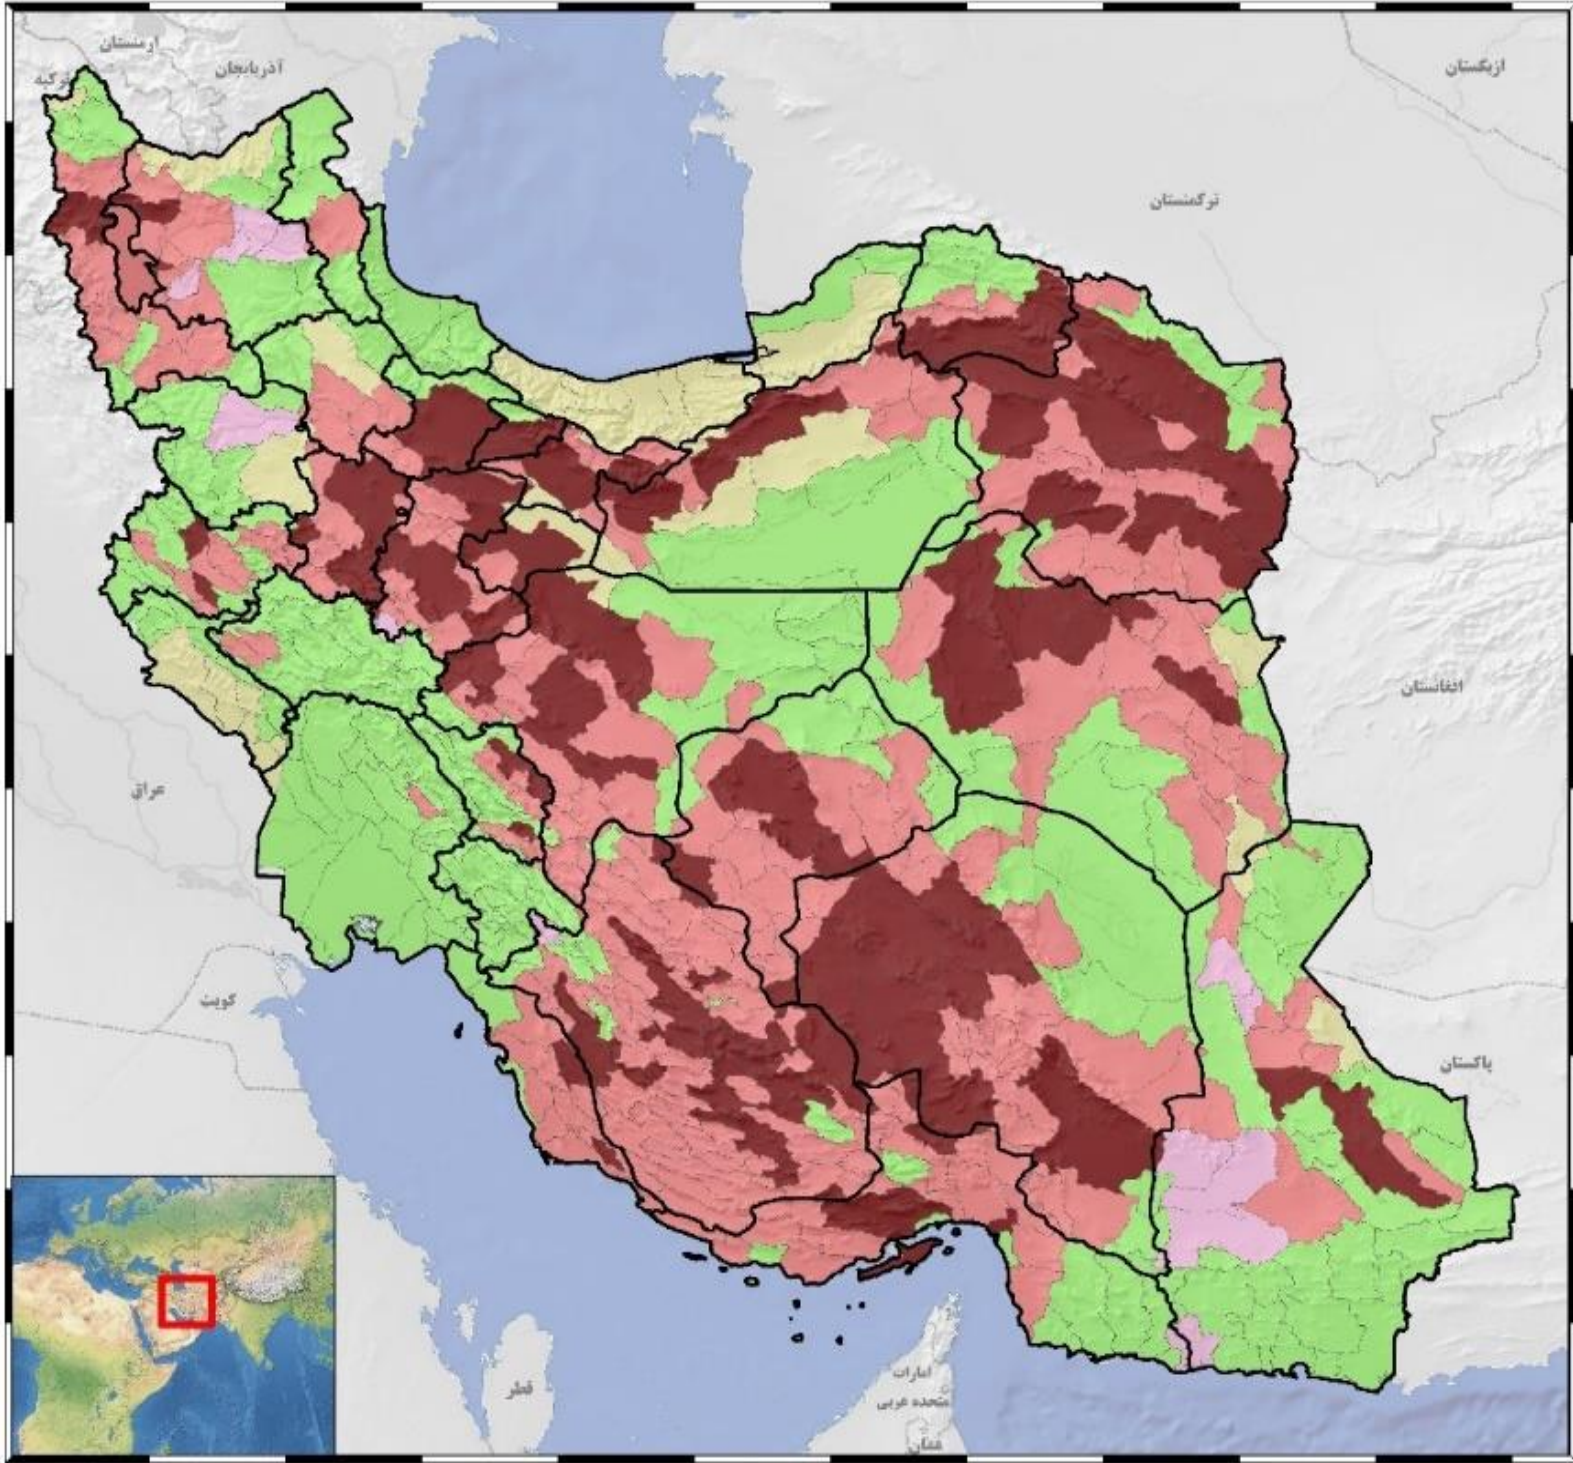 ارمنستان
آذربایجان
ترکیه
ازبکستان
ترکمنستان
افغانستان
عراق
کویت
پاکستان
قطر
امارات
متحده عربی
عمان